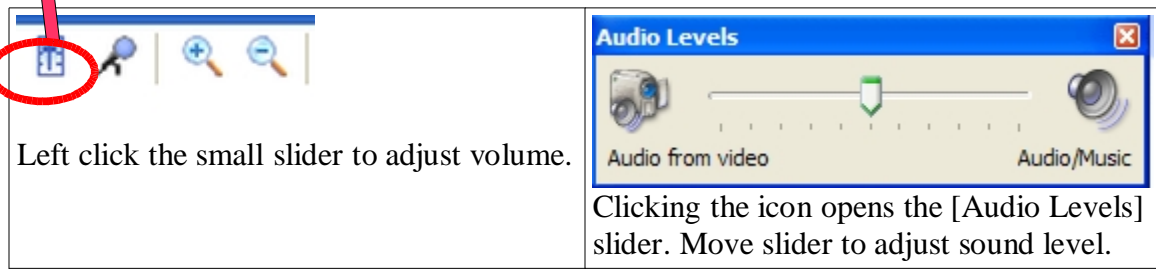 Left click the small slider to adjust volume.
Audio Levels
Audio from video Audio/Music
Clicking the icon opens the [Audio Levels]
slider. Move slider to adjust sound level.